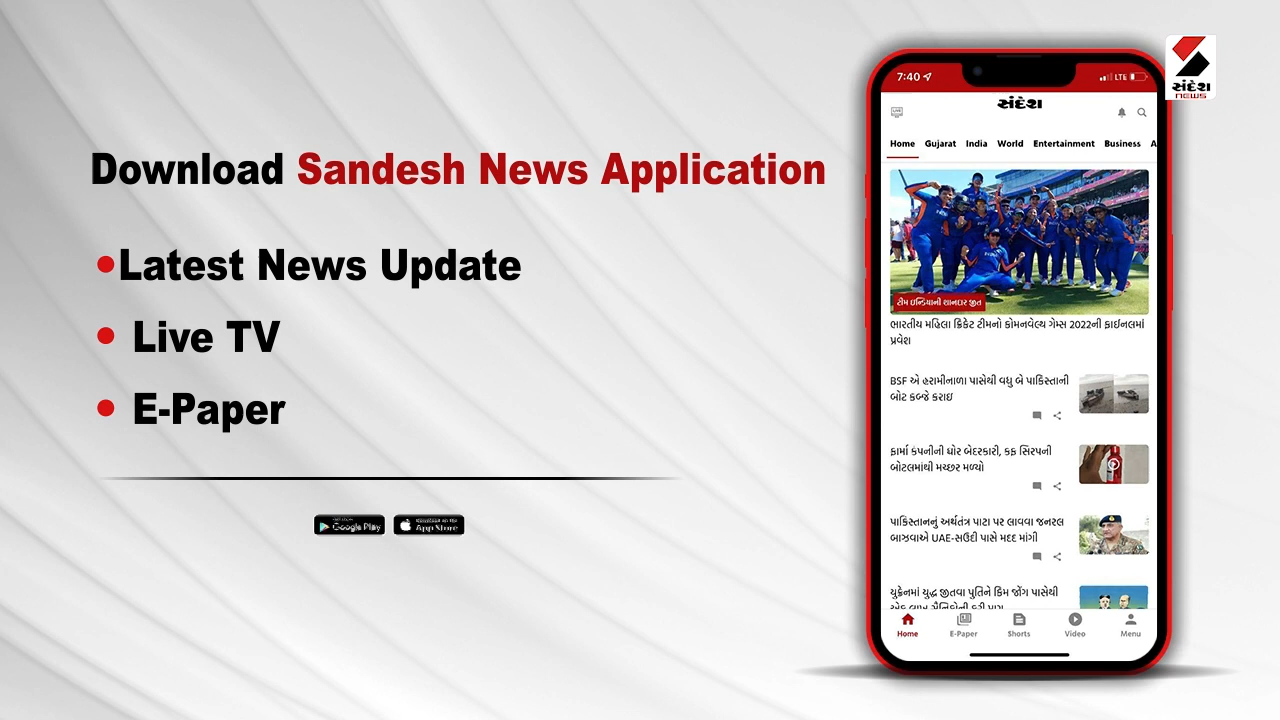 Download Sandesh News Application
•Latest News Update
• Live TV
• E-Paper
Google Play
App Store
સંદેશ
NEWS
7:40
LTE
LIVE
સંદેશ
Home Gujarat India World Entertainment Business A
ટીમ ઇન્ડિયાની શાનદાર જીત
ભારતીય મહિલા ક્રિકેટ ટીમનો કોમનવેલ્થ ગેમ્સ 2022ની ફાઈનલમાં
પ્રવેશ
BSF એ હરામીનાળા પાસેથી વધુ બે પાકિસ્તાની
બોટ કબ્જે કરાઇ
ફાર્મા કંપનીની ઘોર બેદરકારી, કફ સિરપની
બોટલમાંથી મચ્છર મળ્યો
પાકિસ્તાનનું અર્થતંત્ર પાટા પર લાવવા જનરલ
બાઝવાએ UAE-સઉદી પાસે મદદ માંગી
યુક્રેનમાં યુદ્ધ જીતવા પુતિને કિમ જોંગ પાસેથી
Home E-Paper Shorts Video Menu